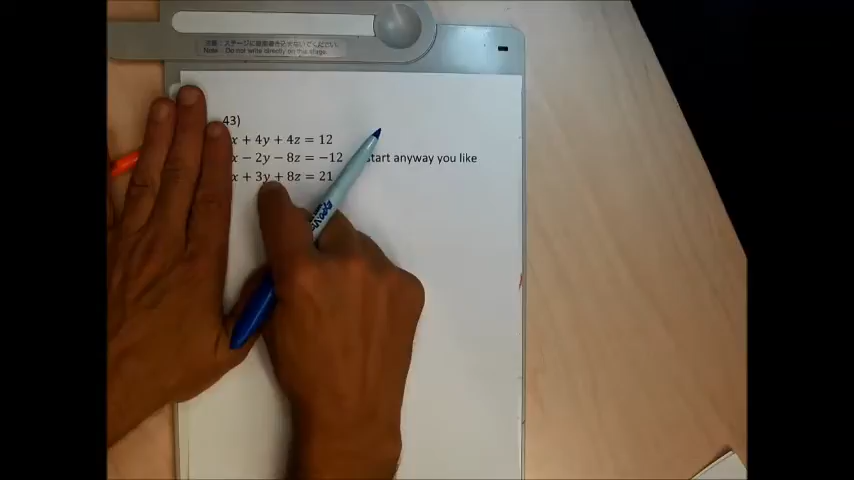 注意：ステージに直接書き込まないでください。
Note : Do not write directly on this stage.
43)
x + 4y + 4z = 12
x − 2y − 8z = −12 start anyway you like
x + 3y + 8z = 21